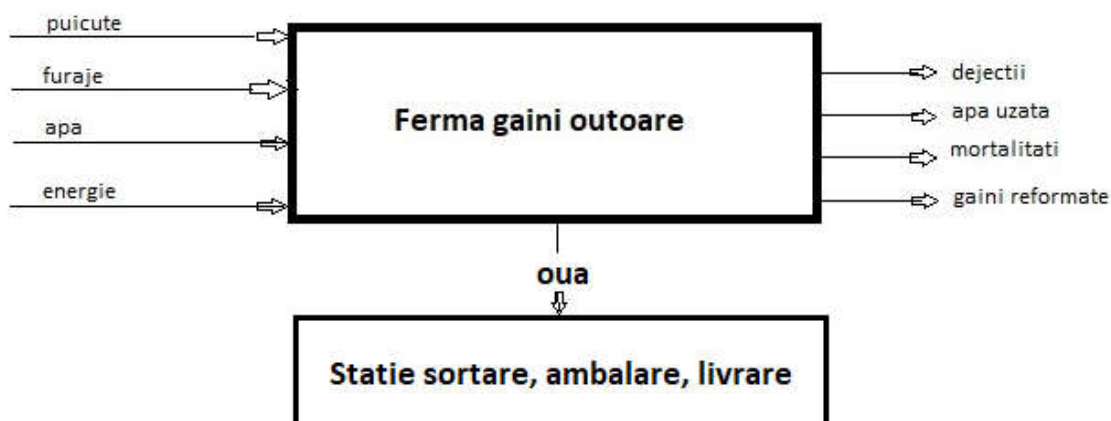 puicute
furaje
apa
energie
Ferma gaini outoare
dejectii
apa uzata
mortalitati
gaini reformate
oua
Statie sortare, ambalare, livrare